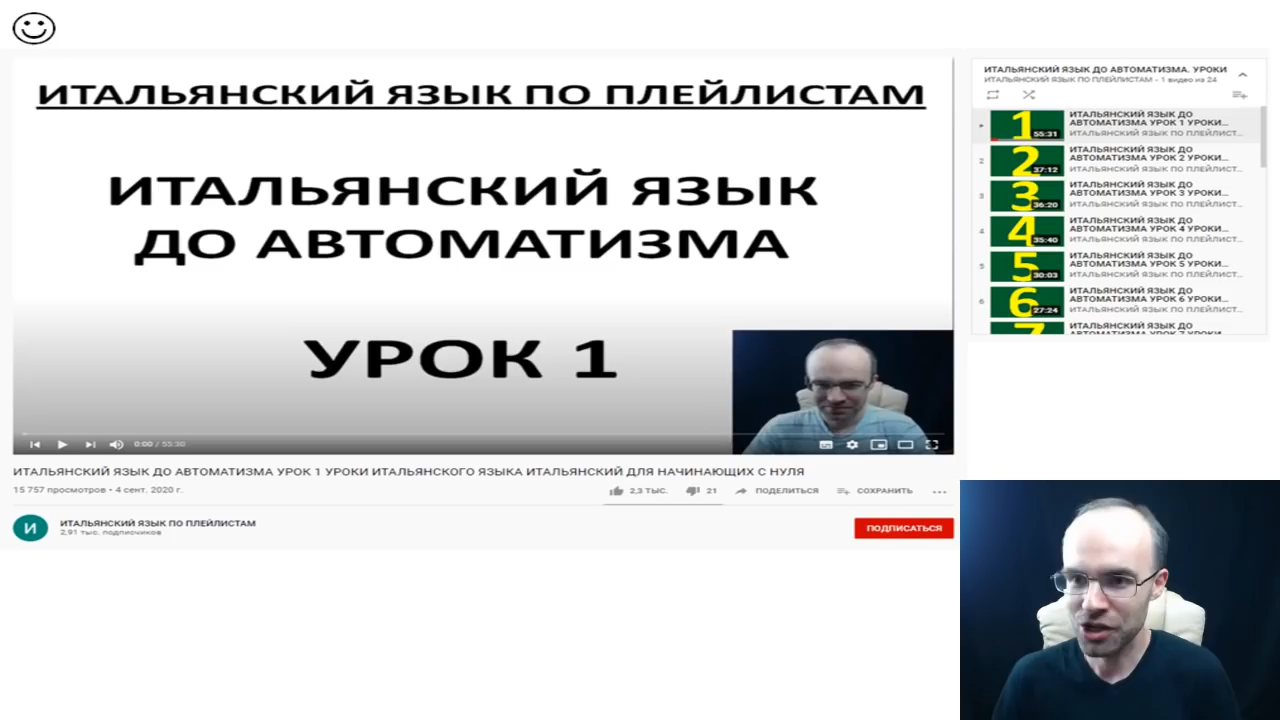 ИТАЛЬЯНСКИЙ ЯЗЫК ПО ПЛЕЙЛИСТАМ
ИТАЛЬЯНСКИЙ ЯЗЫК
ДО АВТОМАТИЗМА
УРОК 1
0:00 / 55:30
ИТАЛЬЯНСКИЙ ЯЗЫК ДО АВТОМАТИЗМА УРОК 1 УРОКИ ИТАЛЬЯНСКОГО ЯЗЫКА ИТАЛЬЯНСКИЙ ДЛЯ НАЧИНАЮЩИХ С НУЛЯ
15 757 просмотров • 4 сент. 2020 г.
2,3 ТЫС. 21 ПОДЕЛИТЬСЯ СОХРАНИТЬ ...
И
ИТАЛЬЯНСКИЙ ЯЗЫК ПО ПЛЕЙЛИСТАМ
2,91 тыс. подписчиков
ПОДПИСАТЬСЯ
ИТАЛЬЯНСКИЙ ЯЗЫК ДО АВТОМАТИЗМА. УРОКИ
ИТАЛЬЯНСКИЙ ЯЗЫК ПО ПЛЕЙЛИСТАМ - 1 видео из 24
1
55:31
ИТАЛЬЯНСКИЙ ЯЗЫК ДО
АВТОМАТИЗМА УРОК 1 УРОКИ...
ИТАЛЬЯНСКИЙ ЯЗЫК ПО ПЛЕЙЛИСТ...
2
2
37:12
ИТАЛЬЯНСКИЙ ЯЗЫК ДО
АВТОМАТИЗМА УРОК 2 УРОКИ...
ИТАЛЬЯНСКИЙ ЯЗЫК ПО ПЛЕЙЛИСТ...
3
3
36:20
ИТАЛЬЯНСКИЙ ЯЗЫК ДО
АВТОМАТИЗМА УРОК 3 УРОКИ...
ИТАЛЬЯНСКИЙ ЯЗЫК ПО ПЛЕЙЛИСТ...
4
4
35:40
ИТАЛЬЯНСКИЙ ЯЗЫК ДО
АВТОМАТИЗМА УРОК 4 УРОКИ...
ИТАЛЬЯНСКИЙ ЯЗЫК ПО ПЛЕЙЛИСТ...
5
5
30:03
ИТАЛЬЯНСКИЙ ЯЗЫК ДО
АВТОМАТИЗМА УРОК 5 УРОКИ...
ИТАЛЬЯНСКИЙ ЯЗЫК ПО ПЛЕЙЛИСТ...
6
6
27:24
ИТАЛЬЯНСКИЙ ЯЗЫК ДО
АВТОМАТИЗМА УРОК 6 УРОКИ...
ИТАЛЬЯНСКИЙ ЯЗЫК ПО ПЛЕЙЛИСТ...
7
ИТАЛЬЯНСКИЙ ЯЗЫК ДО
АВТОМАТИЗМА УРОК 7 УРОКИ...